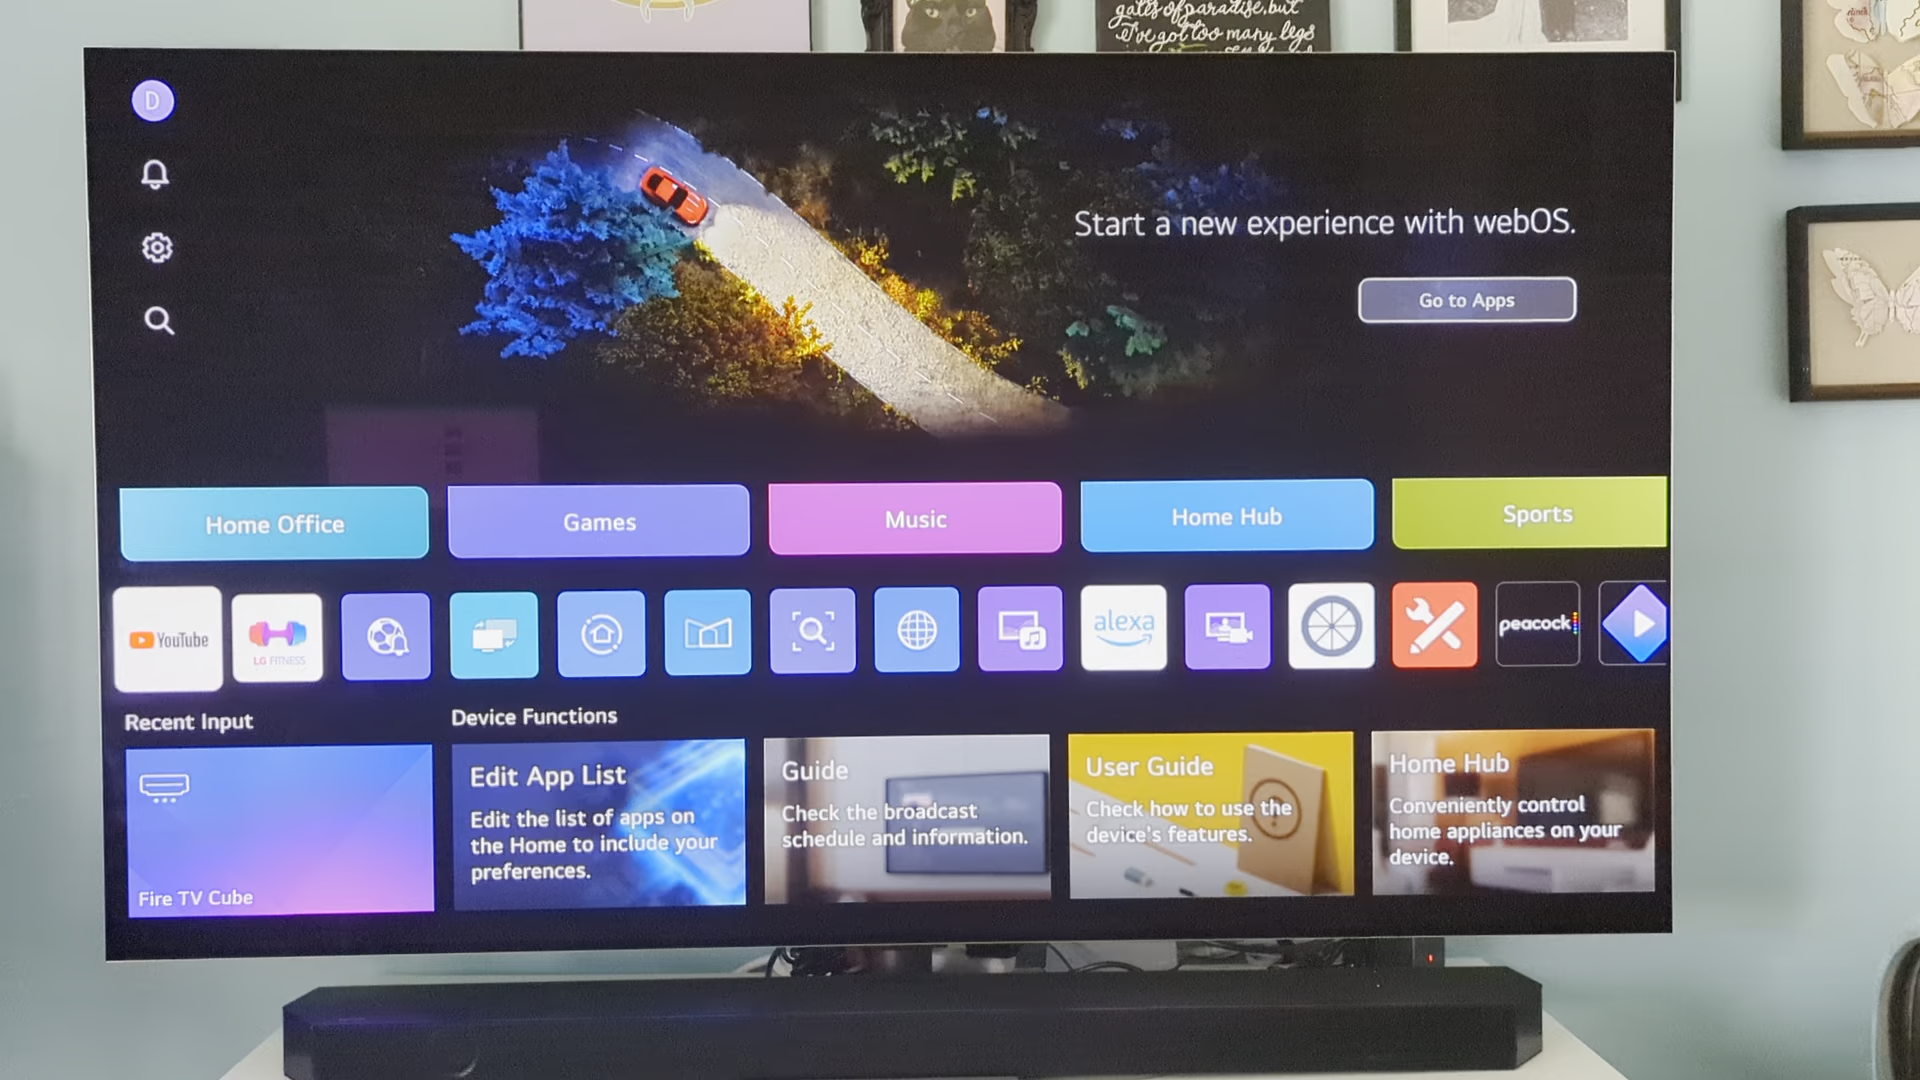 gates of paradise, but
I've got too many legs
D
Start a new experience with webOS.
Go to Apps
Home Office
Games
Music
Home Hub
Sports
YouTube
LG FITNESS
alexa
peacock
Recent Input
Device Functions
Fire TV Cube
Edit App List
Edit the list of apps on
the Home to include your
preferences.
Guide
Check the broadcast
schedule and information.
User Guide
Check how to use the
device's features.
Home Hub
Conveniently control
home appliances on your
device.